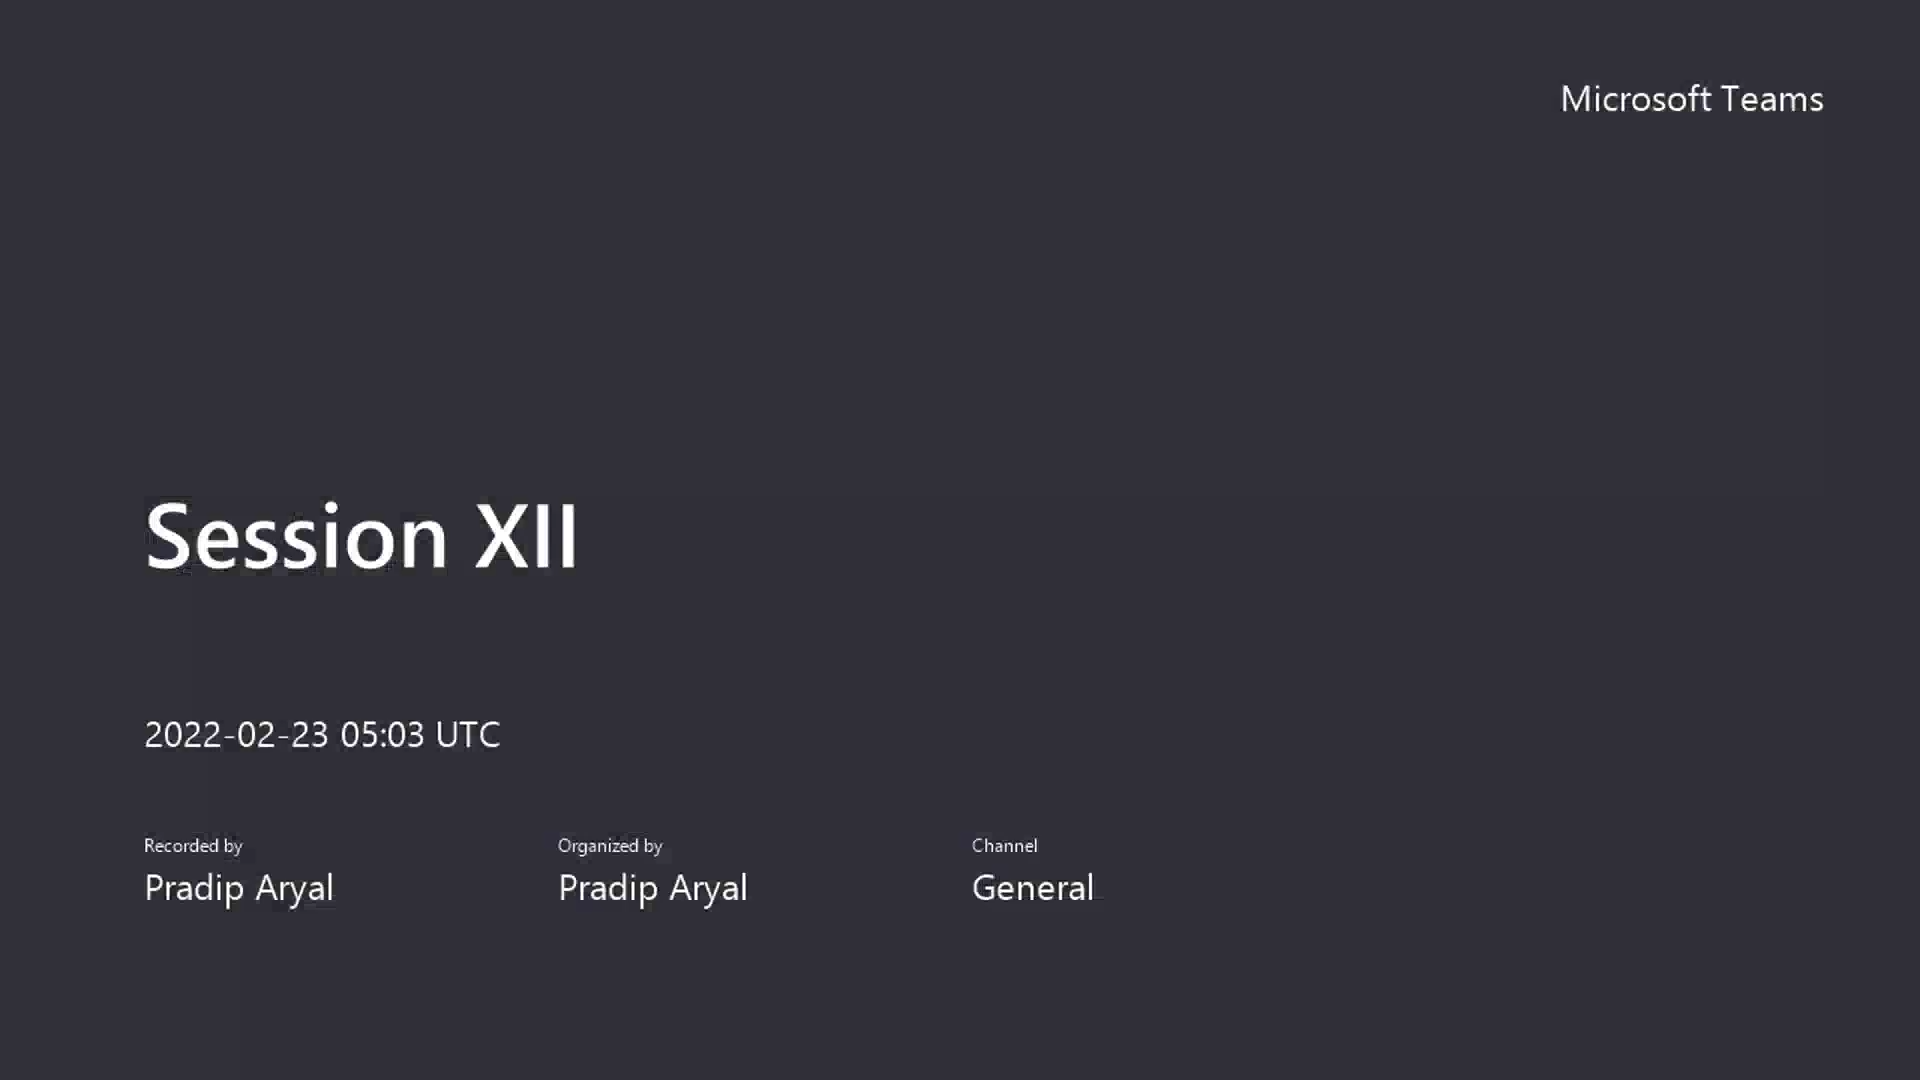 Microsoft Teams
Session XII
2022-02-23 05:03 UTC
Recorded by
Pradip Aryal
Organized by
Pradip Aryal
Channel
General